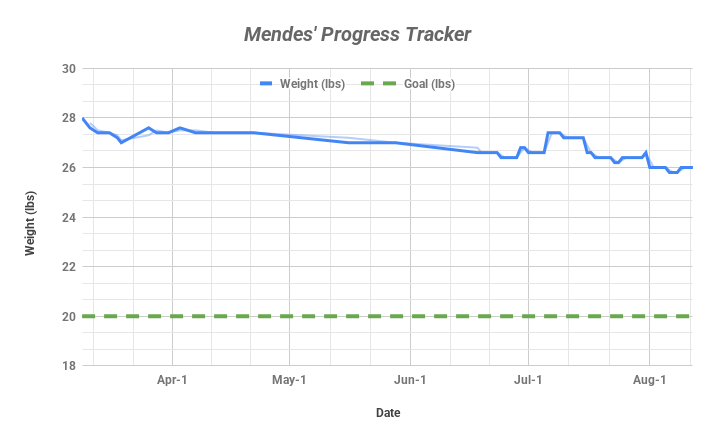 Mendes' Progress Tracker
Weight (lbs)
Goal (lbs)
30
28
26
24
22
20
18
Weight (lbs)
Apr-1
May-1
Jun-1
Jul-1
Aug-1
Date